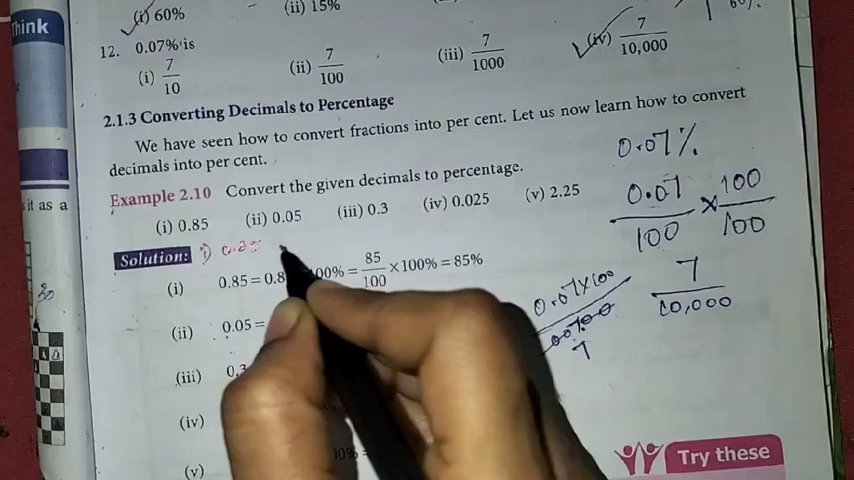 (i) 60%
(ii) 15%
Think
12. 0.07% is
(i) 7/10
(ii) 7/100
(iii) 7/1000
(iv) 7/10,000
2.1.3 Converting Decimals to Percentage
We have seen how to convert fractions into per cent. Let us now learn how to convert
decimals into per cent.
0.07%
it as a
Example 2.10 Convert the given decimals to percentage.
(i) 0.85 (ii) 0.05 (iii) 0.3 (iv) 0.025 (v) 2.25
0.07/100 × 100/100
7/10,000
Solution:
(i) 0.85 = 0.8 100% = 85/100 × 100% = 85%
0.07×100
7
(ii) 0.05 =
(iii)
(iv)
(v)
Try these